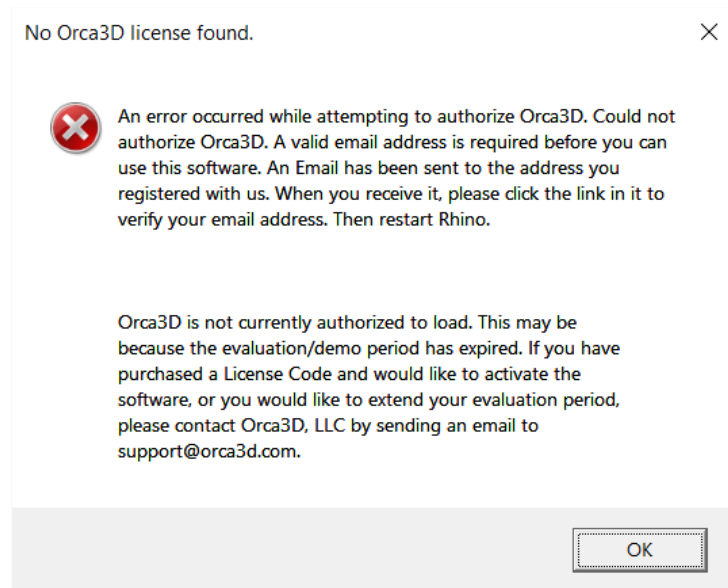 No Orca3D license found.
An error occurred while attempting to authorize Orca3D. Could not
authorize Orca3D. A valid email address is required before you can
use this software. An Email has been sent to the address you
registered with us. When you receive it, please click the link in it to
verify your email address. Then restart Rhino.
Orca3D is not currently authorized to load. This may be
because the evaluation/demo period has expired. If you have
purchased a License Code and would like to activate the
software, or you would like to extend your evaluation period,
please contact Orca3D, LLC by sending an email to
support@orca3d.com.
OK